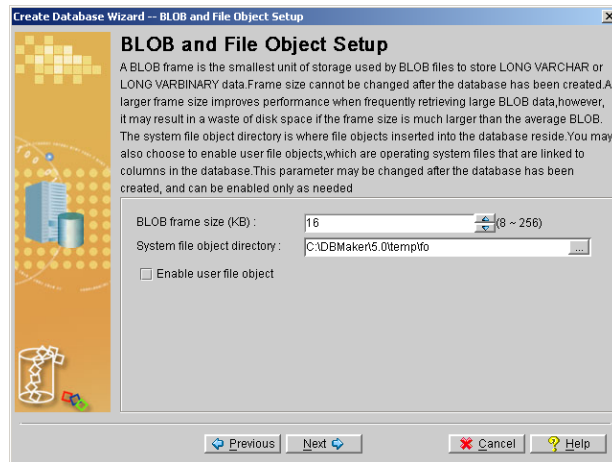 Create Database Wizard -- BLOB and File Object Setup
BLOB and File Object Setup
A BLOB frame is the smallest unit of storage used by BLOB files to store LONG VARCHAR or
LONG VARBINARY data.Frame size cannot be changed after the database has been created.A
larger frame size improves performance when frequently retrieving large BLOB data,however,
it may result in a waste of disk space if the frame size is much larger than the average BLOB.
The system file object directory is where file objects inserted into the database reside.You may
also choose to enable user file objects,which are operating system files that are linked to
columns in the database.This parameter may be changed after the database has been
created, and can be enabled only as needed
BLOB frame size (KB) : 16 (8 ~ 256)
System file object directory : C:\DBMaker\5.0\temp\fo ...
Enable user file object
Previous Next Cancel Help